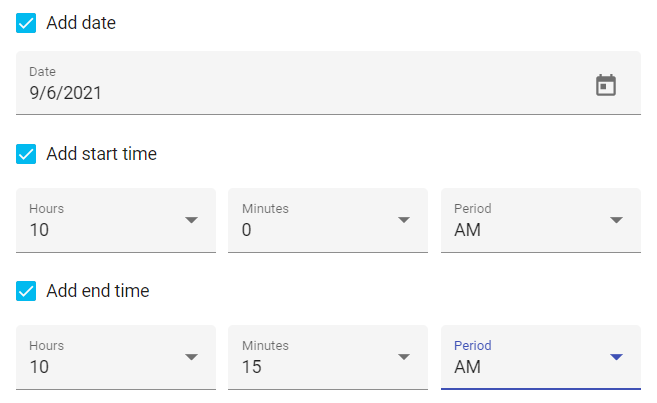 Add date
Date
9/6/2021
Add start time
Hours Minutes Period
10 0 AM
Add end time
Hours Minutes Period
10 15 AM